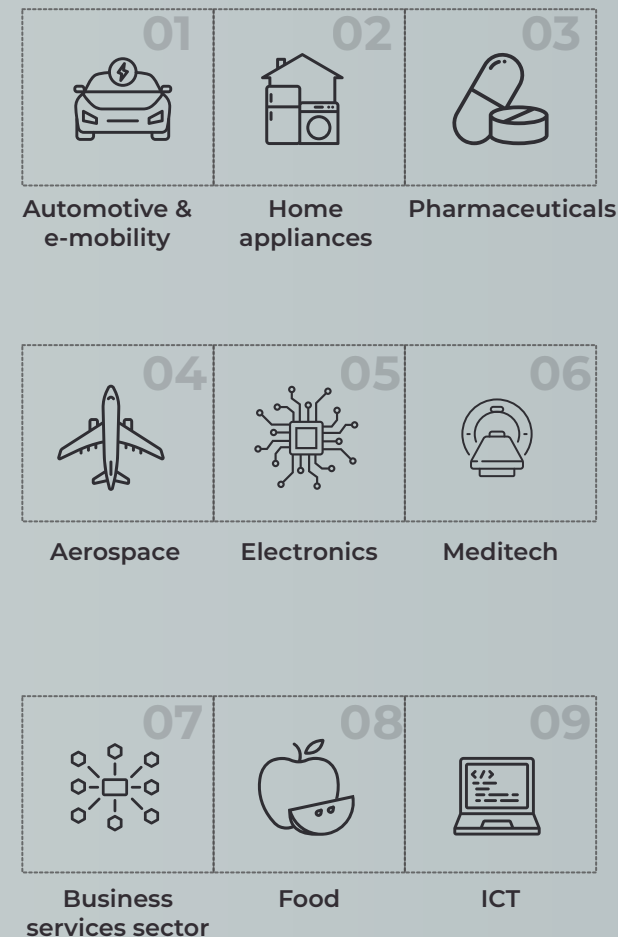 01
02
03
Automotive &
e-mobility
Home
appliances
Pharmaceuticals
04
05
06
Aerospace
Electronics
Meditech
07
08
09
</>
Business
services sector
Food
ICT